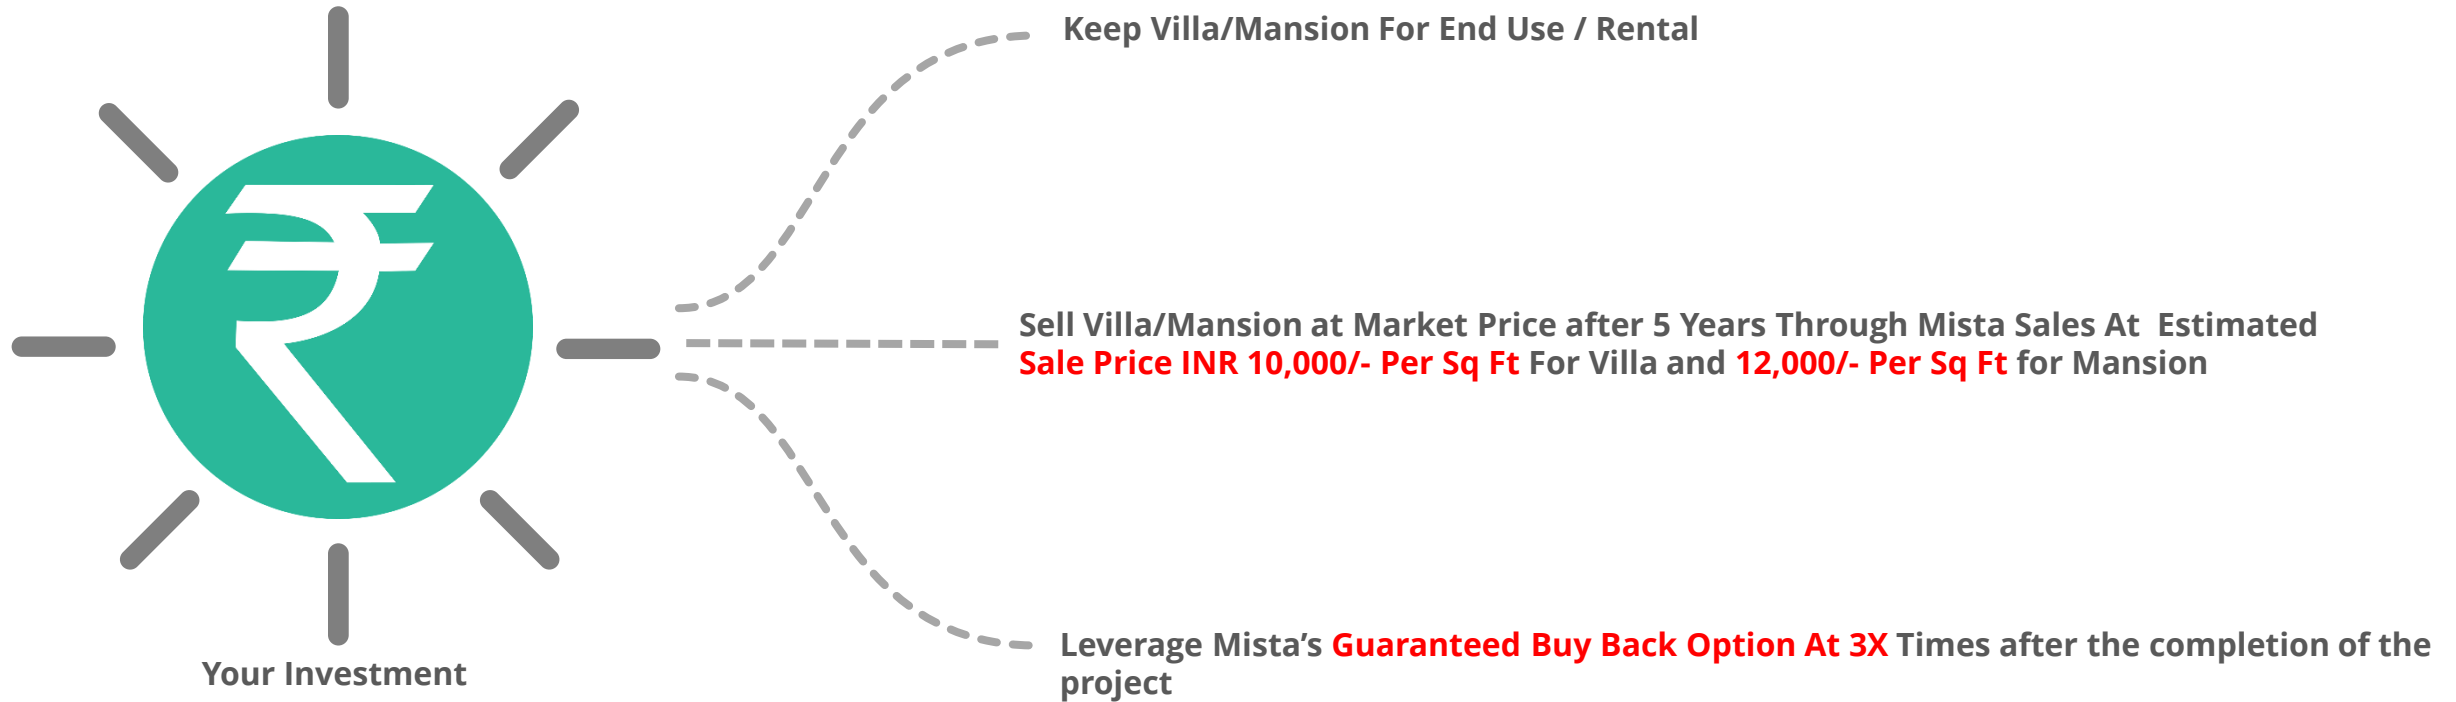 Keep Villa/Mansion For End Use / Rental
Sell Villa/Mansion at Market Price after 5 Years Through Mista Sales At  Estimated
Sale Price INR 10,000/- Per Sq Ft For Villa and 12,000/- Per Sq Ft for Mansion
Leverage Mista’s Guaranteed Buy Back Option At 3X Times after the completion of the
project
₹
Your Investment